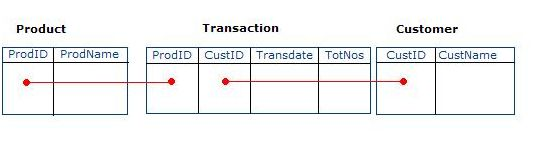 Product Transaction Customer
ProdID ProdName ProdID CustID Transdate TotNos CustID CustName